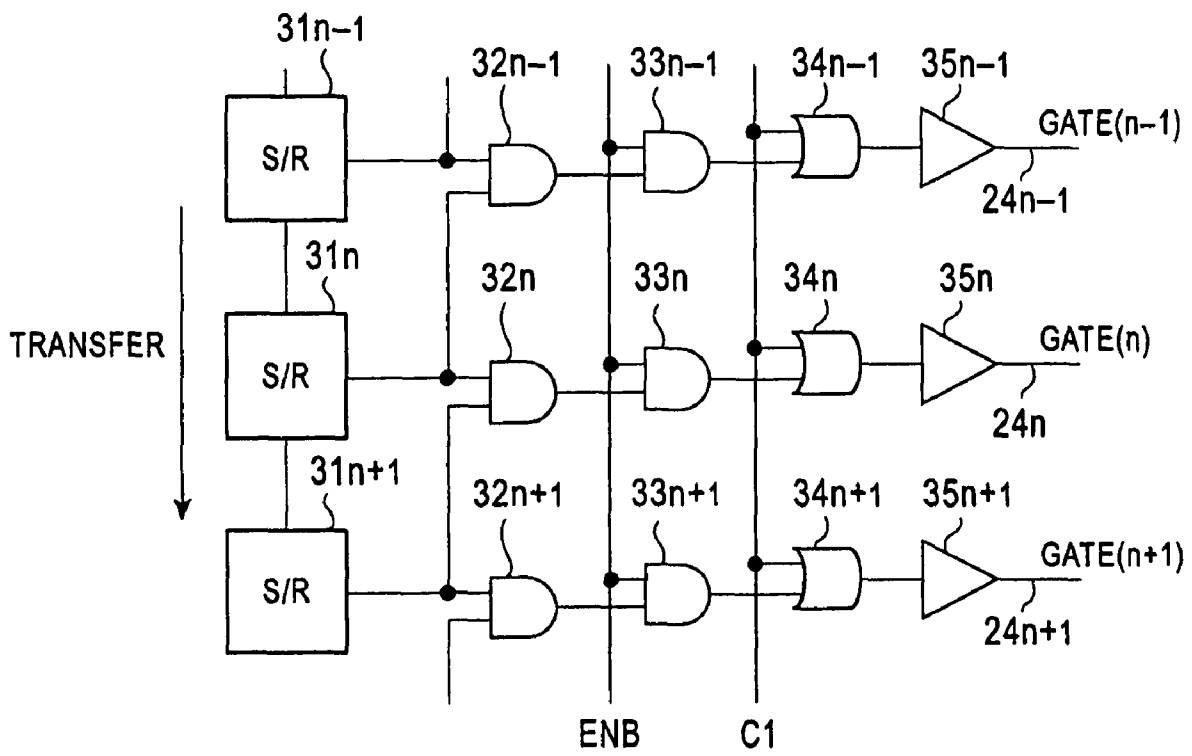 31n–1
32n–1
33n–1
34n–1
35n–1
GATE(n–1)
S/R
24n–1
31n
32n
33n
34n
35n
TRANSFER
GATE(n)
S/R
24n
31n+1
32n+1
33n+1
34n+1
35n+1
GATE(n+1)
S/R
24n+1
ENB
C1